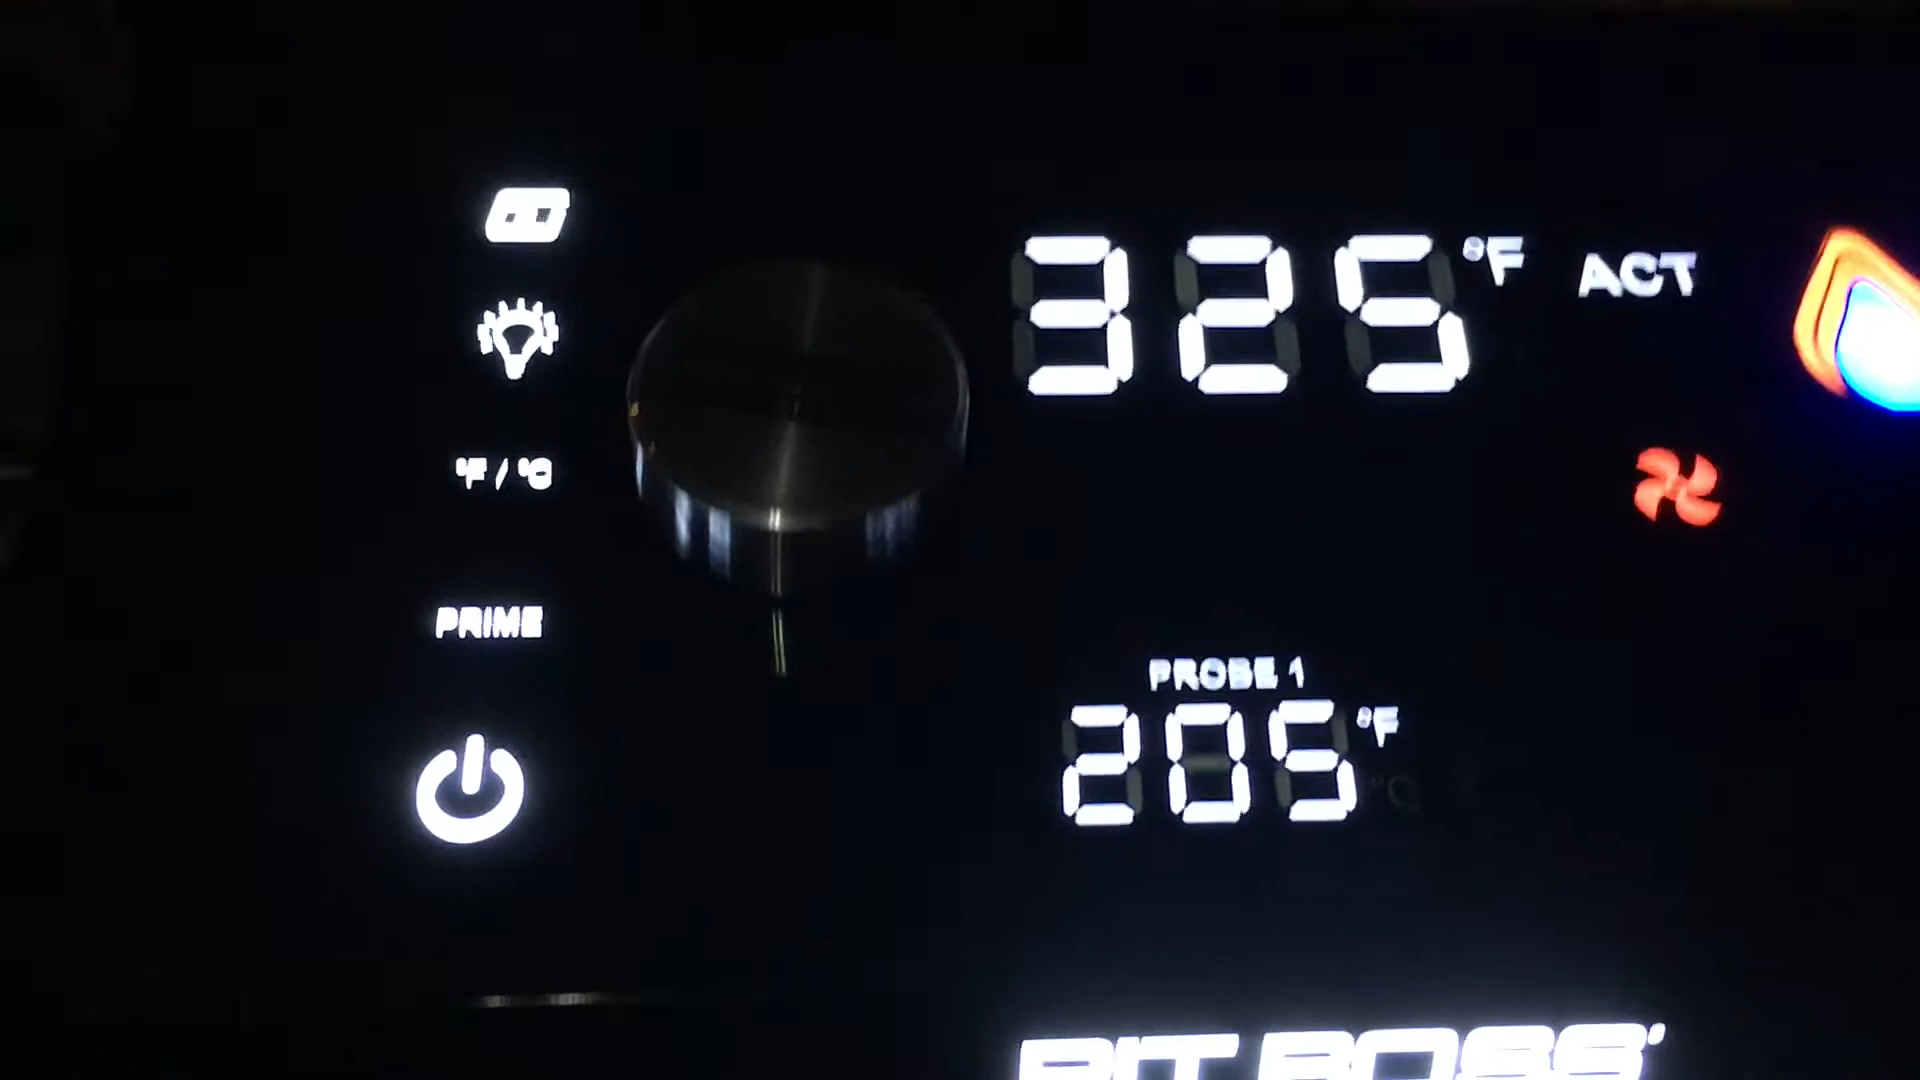 325 °F ACT
°F / °C
PRIME
PROBE 1
205 °F
PIT BOSS